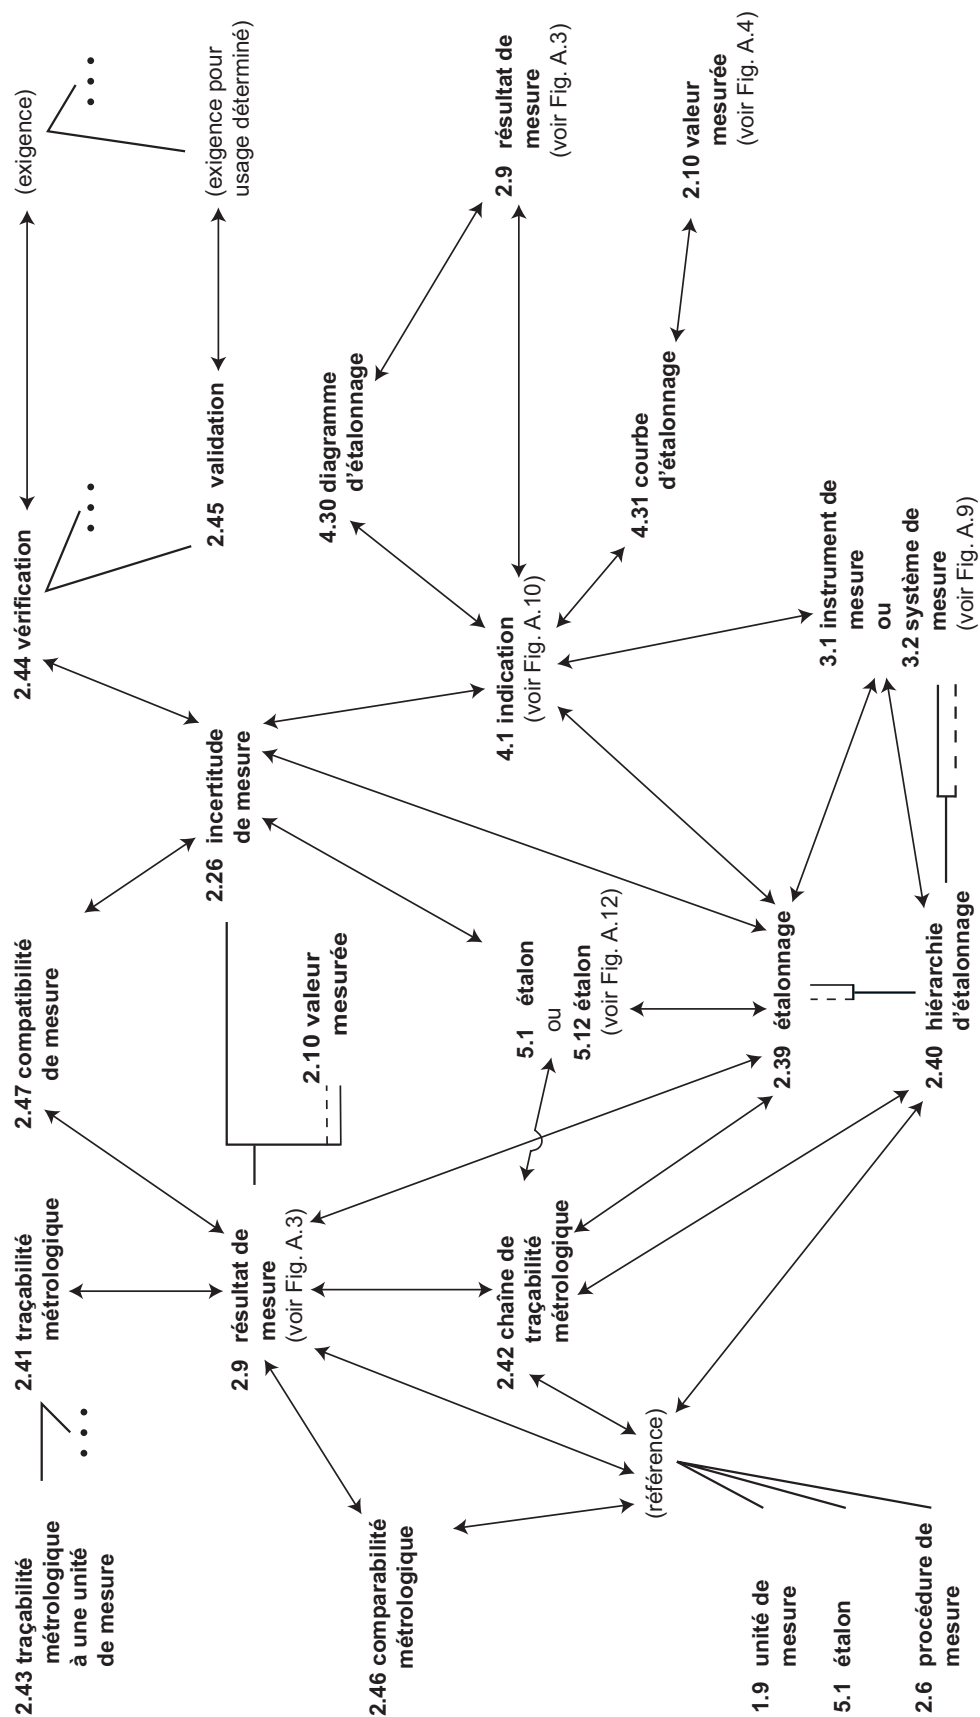 2.43 traçabilité
métrologique
à une unité
de mesure
2.41 traçabilité
métrologique
2.47 compatibilité
de mesure
2.44 vérification
(exigence)
2.9 résultat de
mesure
(voir Fig. A.3)
2.10 valeur
mesurée
2.26 incertitude
de mesure
2.45 validation
(exigence pour
usage déterminé)
2.46 comparabilité
métrologique
4.30 diagramme
d'étalonnage
2.42 chaîne de
traçabilité
métrologique
5.1 étalon
ou
5.12 étalon
(voir Fig. A.12)
4.1 indication
(voir Fig. A.10)
2.9 résultat de
mesure
(voir Fig. A.3)
(référence)
4.31 courbe
d'étalonnage
2.10 valeur
mesurée
(voir Fig. A.4)
1.9 unité de
mesure
5.1 étalon
2.6 procédure de
mesure
2.39 étalonnage
2.40 hiérarchie
d'étalonnage
3.1 instrument de
mesure
ou
3.2 système de
mesure
(voir Fig. A.9)